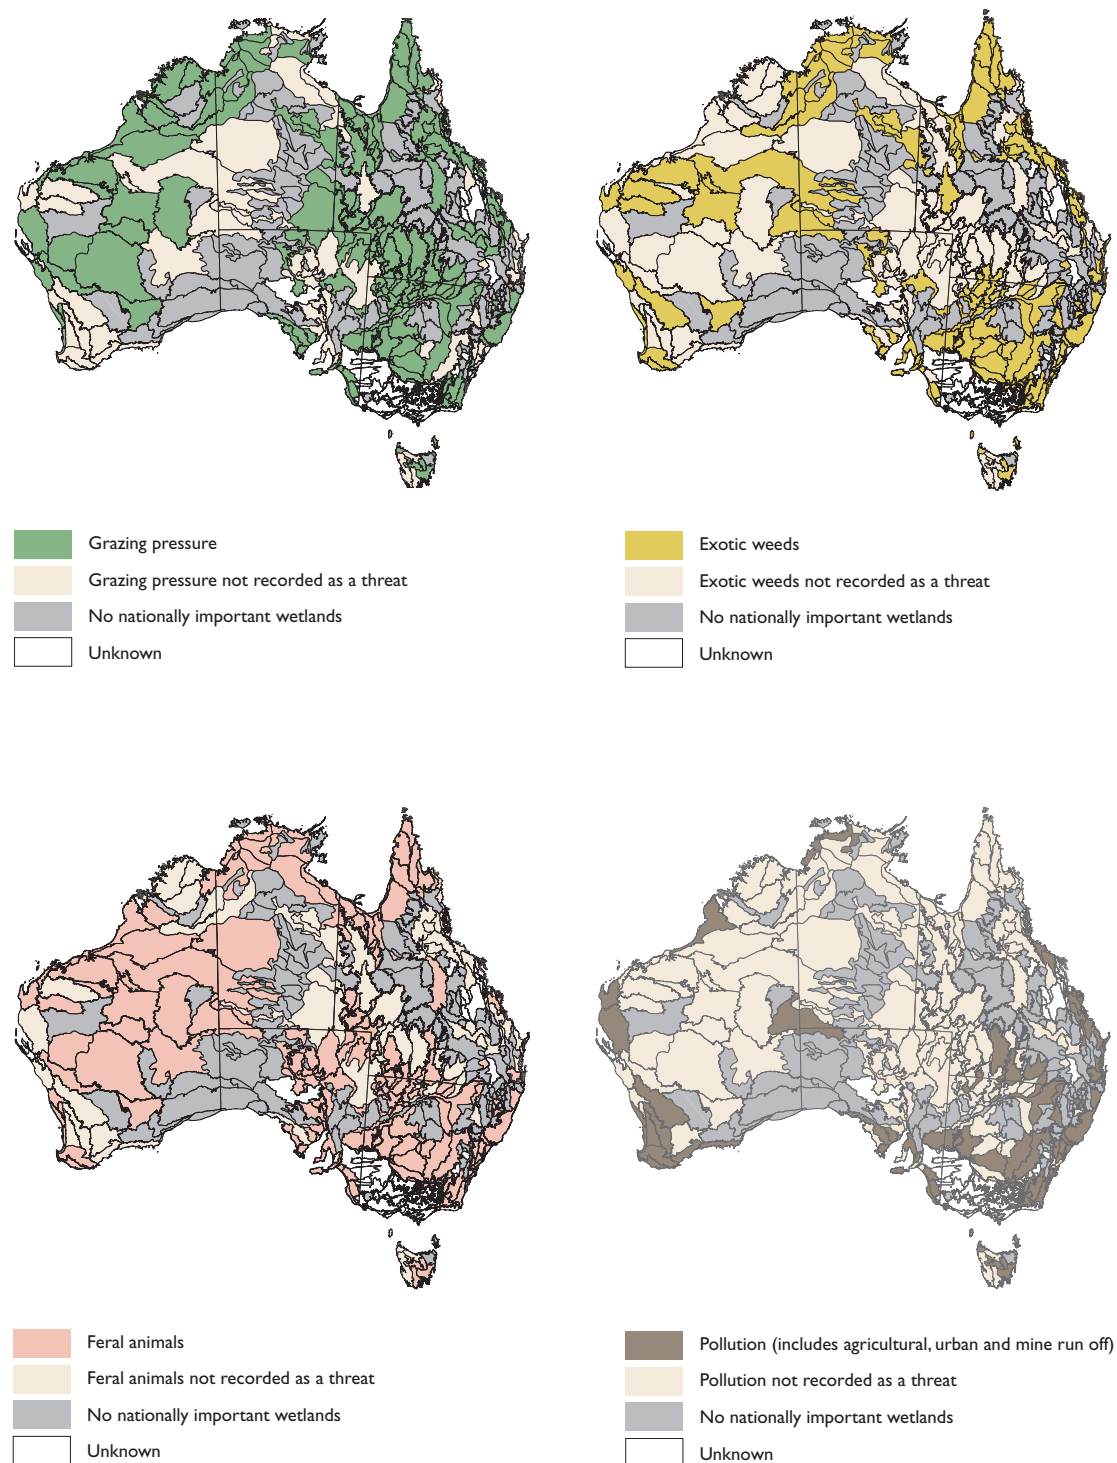 Grazing pressure
Grazing pressure not recorded as a threat
No nationally important wetlands
Unknown
Exotic weeds
Exotic weeds not recorded as a threat
No nationally important wetlands
Unknown
Feral animals
Feral animals not recorded as a threat
No nationally important wetlands
Unknown
Pollution (includes agricultural, urban and mine run off)
Pollution not recorded as a threat
No nationally important wetlands
Unknown